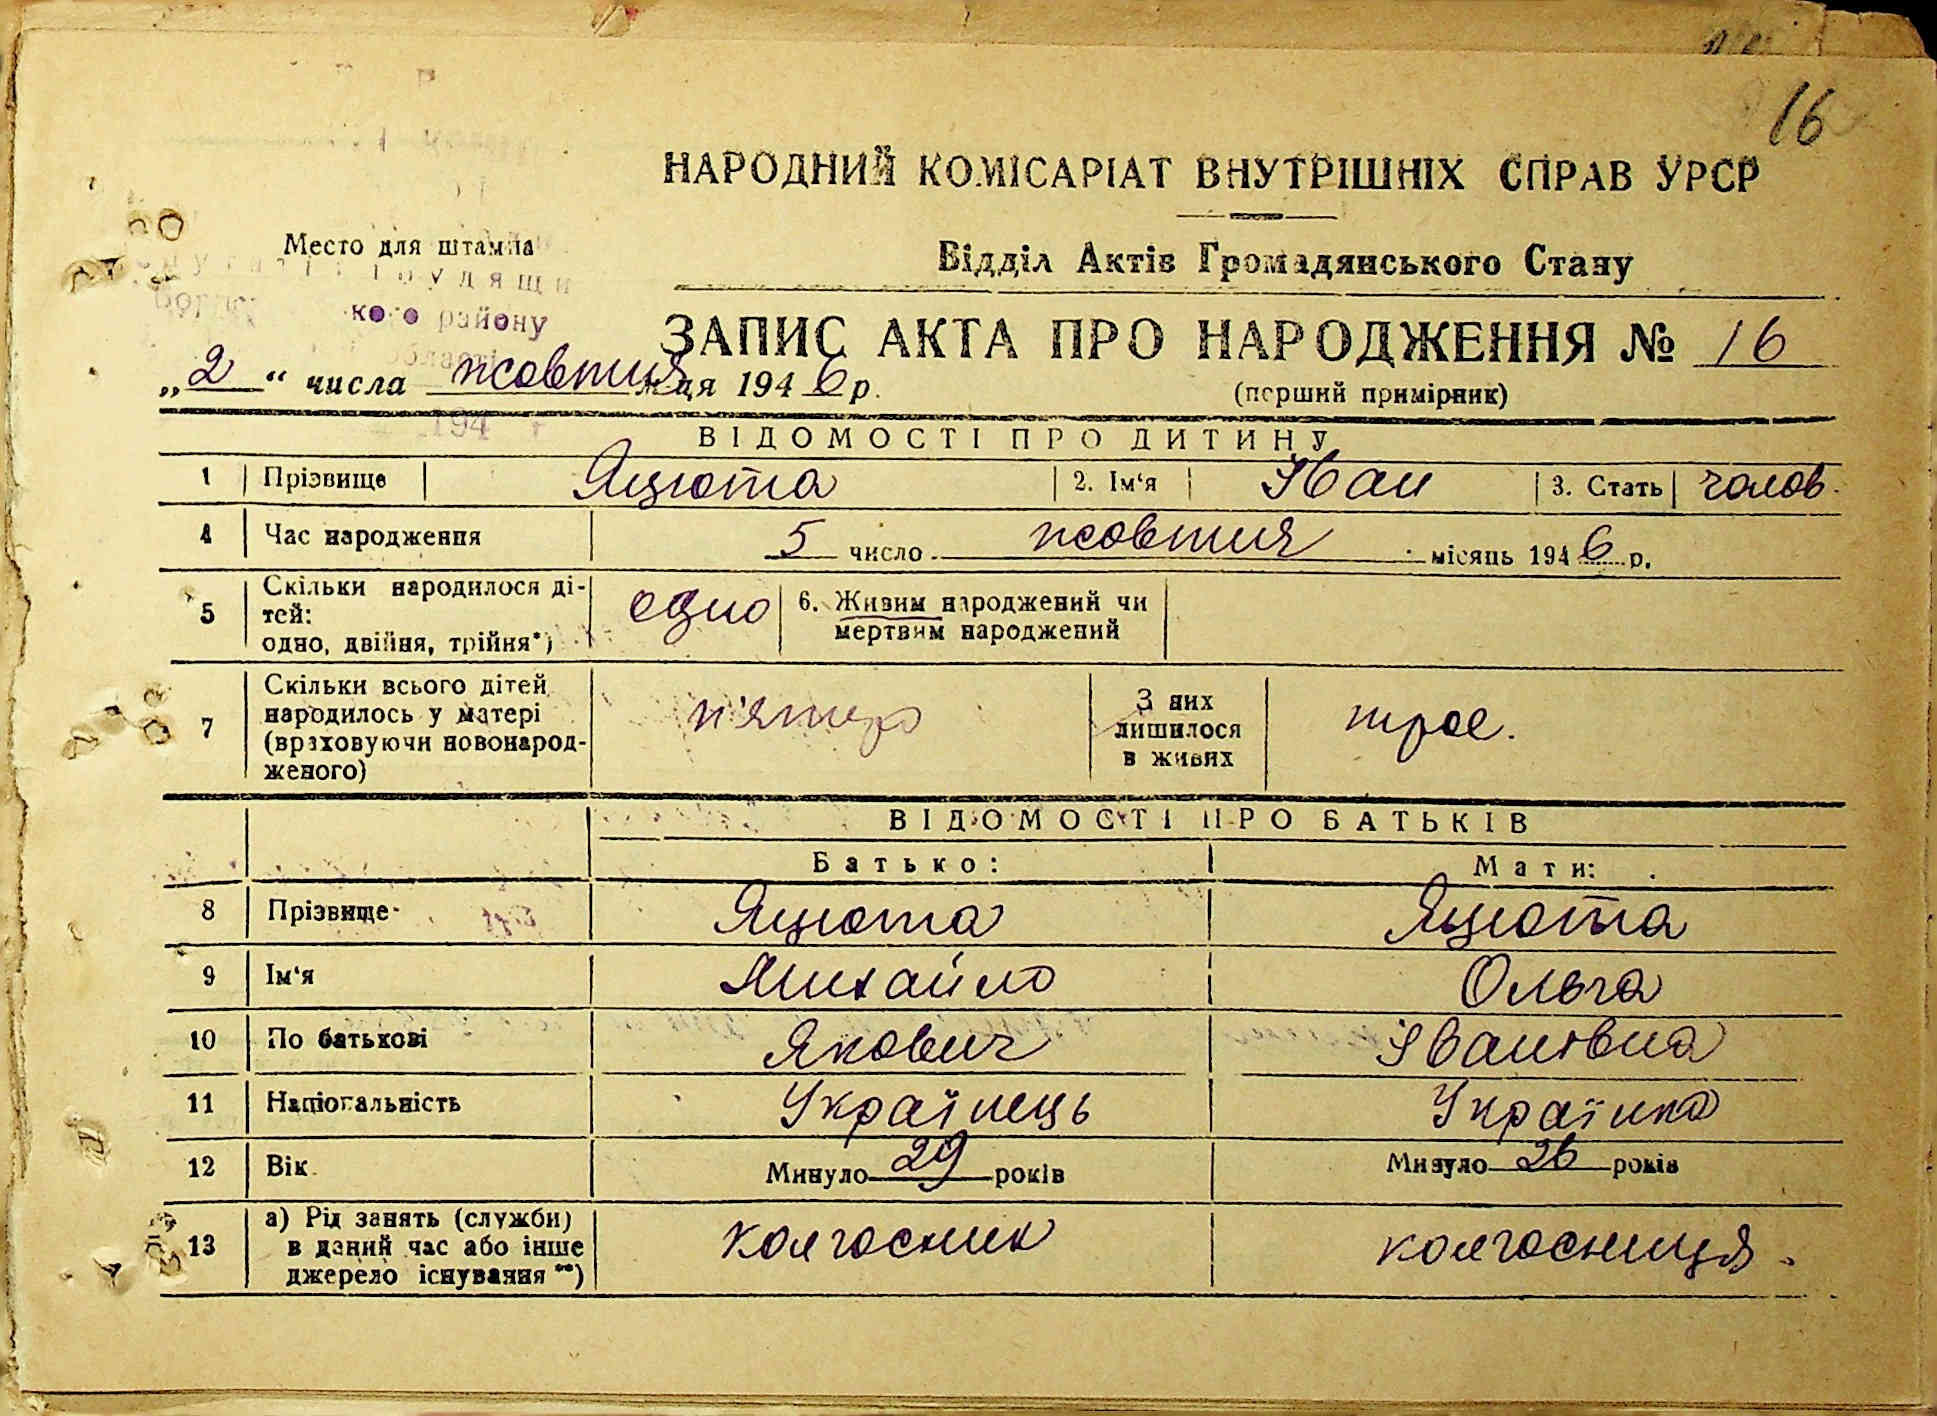 16
НАРОДНИЙ КОМІСАРІАТ ВНУТРІШНІХ СПРАВ УРСР
Место для штампа
Відділ Актів Громадянського Стану
кого району
ЗАПИС АКТА ПРО НАРОДЖЕННЯ № 16
„2“ числа жовтня м-ця 1946 р.
(перший примірник)
194
ВІДОМОСТІ ПРО ДИТИНУ
1 Прізвище Яцюта 2. Ім‘я Іван 3. Стать чолов.
4 Час народження 5 число жовтня місяць 1946 р.
5 Скільки народилося ді-
тей:
одно, двійня, трійня*)
одно
6. Живим народжений чи
мертвим народжений
7 Скільки всього дітей
народилось у матері
(враховуючи новонарод-
женого)
п'ятеро
З них
лишилося
в живих
троє.
ВІДОМОСТІ ПРО БАТЬКІВ
Батько: Мати:
8 Прізвище Яцюта Яцюта
9 Ім‘я Михайло Ольга
10 По батькові Якович Іванівна
11 Національність Українець Українка
12 Вік Минуло 29 років Минуло 26 років
13 а) Рід занять (служби)
в даний час або інше
джерело існування **)
колгосник колгосниця.